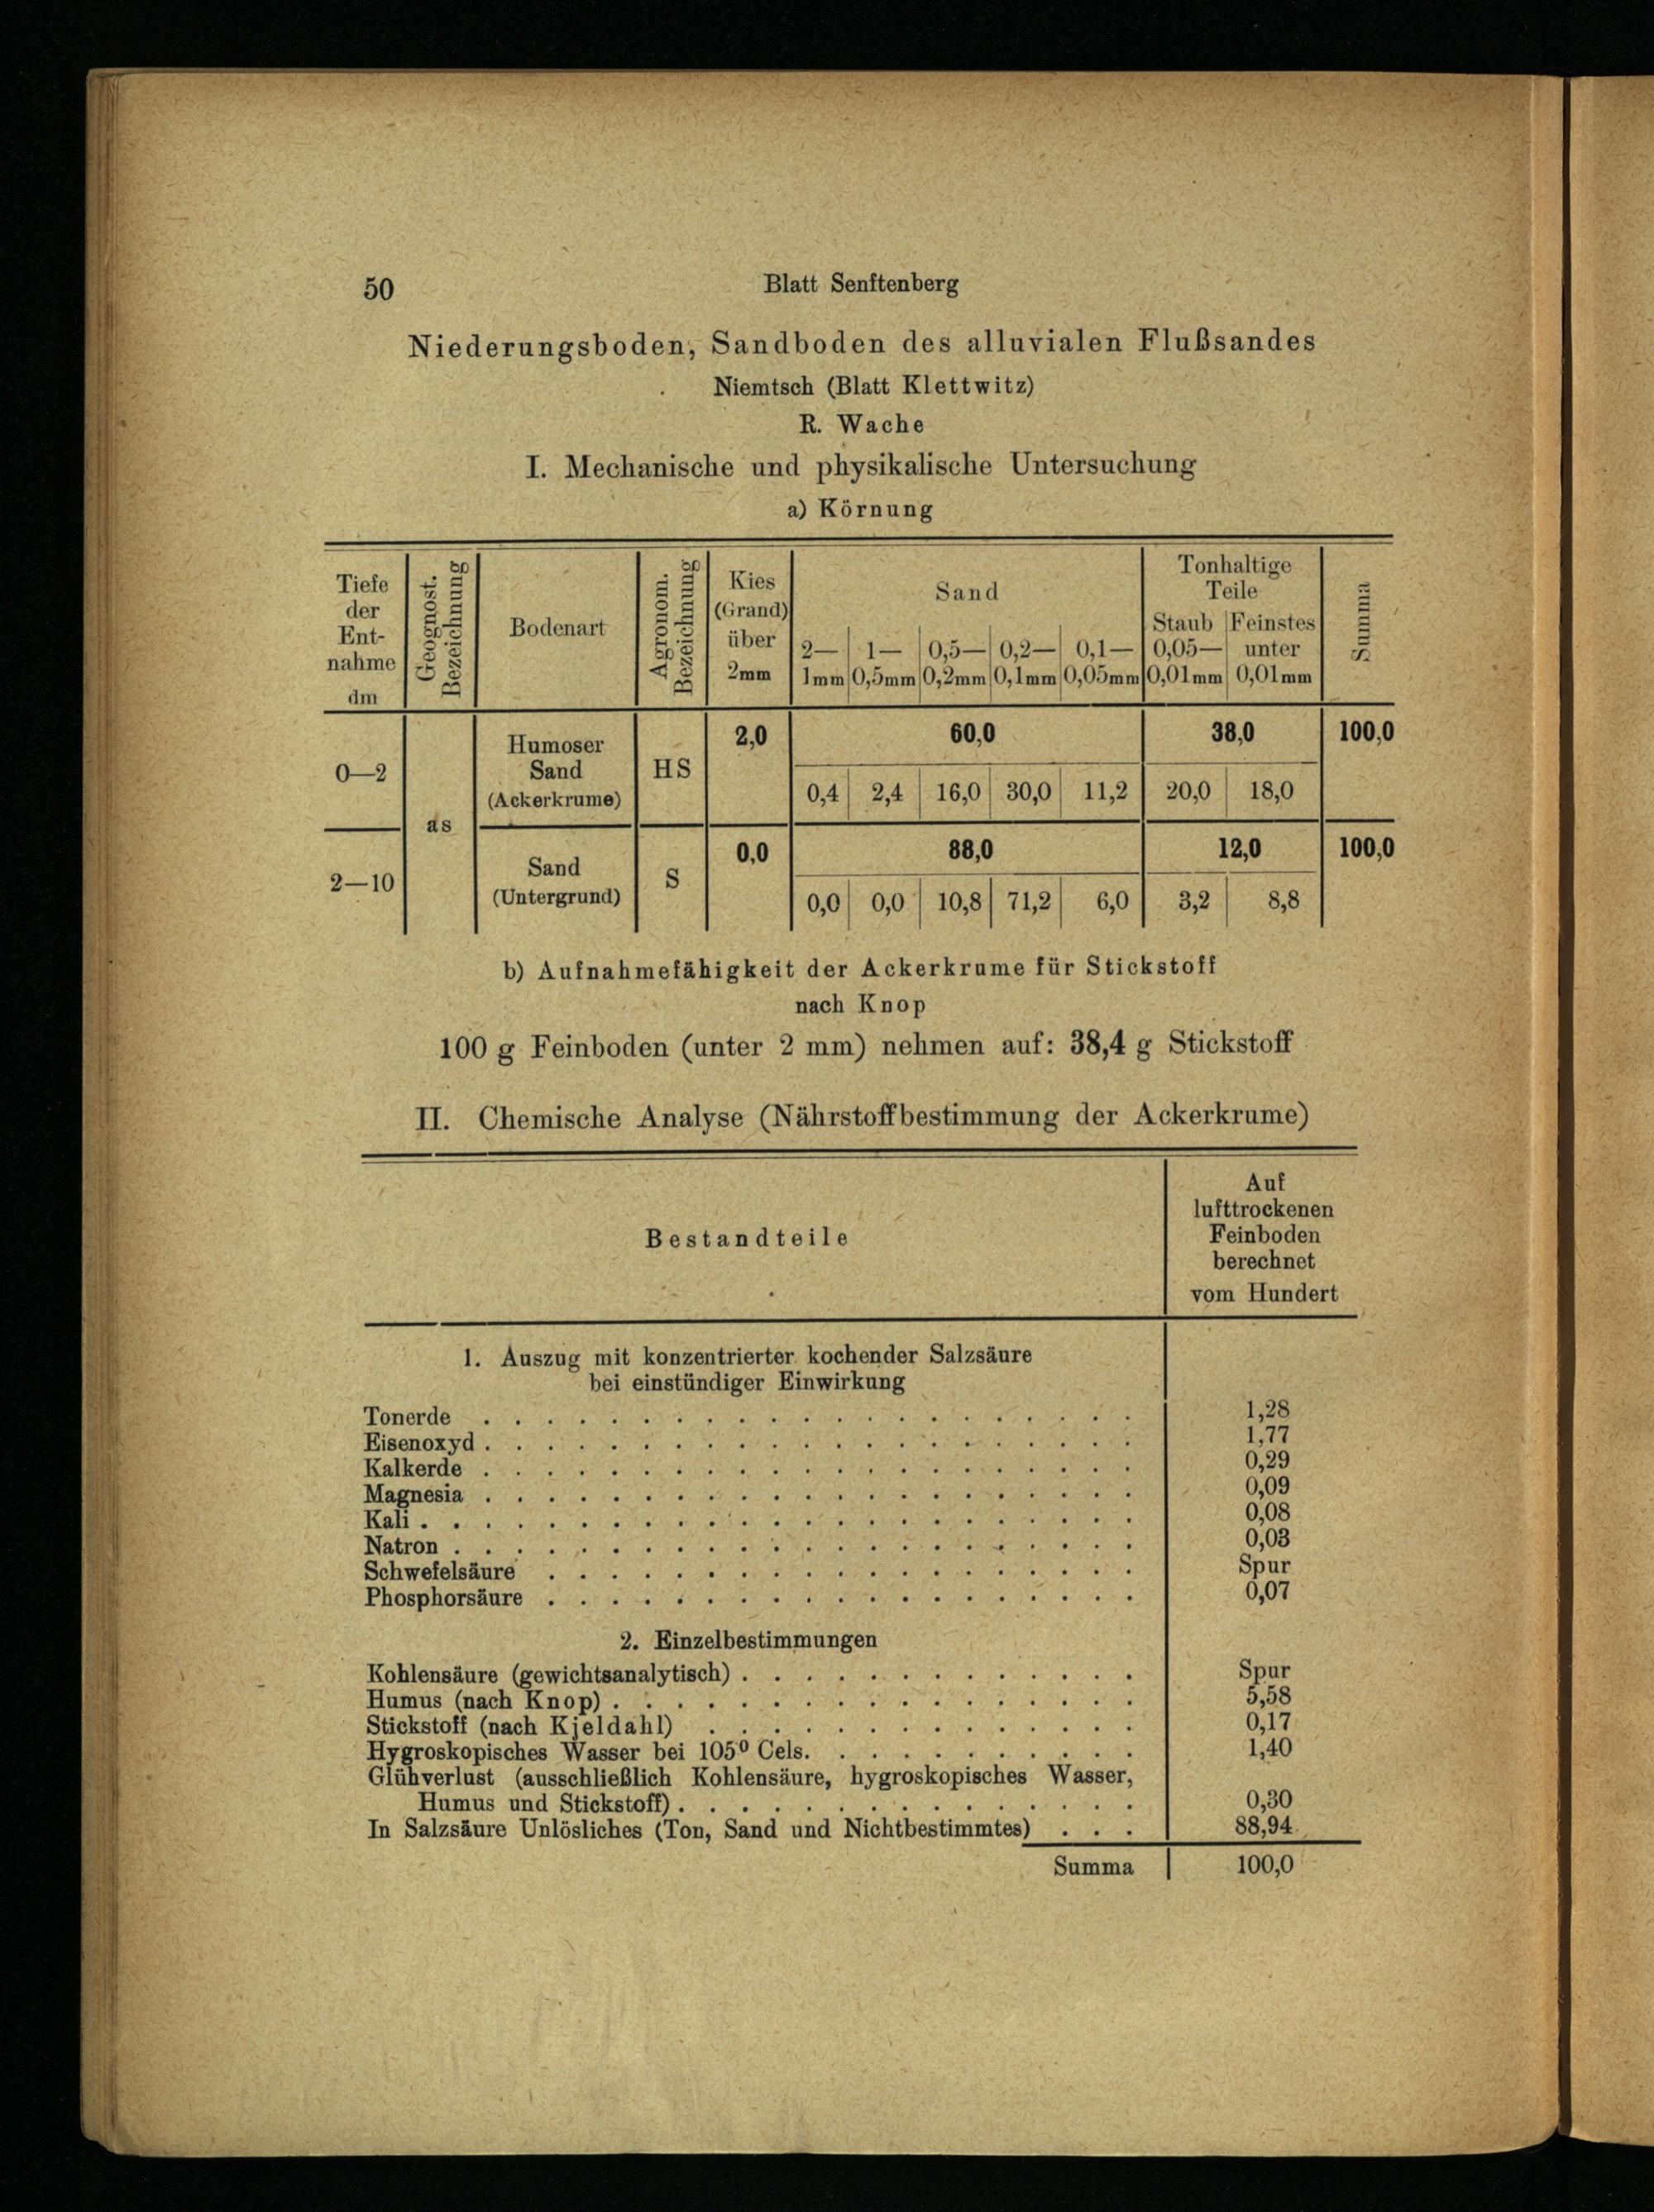 50
Blatt Senftenberg
Niederungsboden, Sandboden des alluvialen Flußsandes
Niemtsch (Blatt Klettwitz)
R. Wache
I. Mechanische und physikalische Untersuchung
a) Körnung
Tiefe der Ent- nahme dm
Geognost. Bezeichnung
Bodenart
Agronom. Bezeichnung
Kies (Grand) über 2mm
Sand
2— 1mm 1— 0,5mm 0,5— 0,2mm 0,2— 0,1mm 0,1— 0,05mm
Tonhaltige Teile
Staub 0,05— 0,01mm Feinstes unter 0,01mm
Summa
0—2 as Humoser Sand (Ackerkrume) HS 2,0 60,0 38,0 100,0
0,4 2,4 16,0 30,0 11,2 20,0 18,0
2—10 Sand (Untergrund) S 0,0 88,0 12,0 100,0
0,0 0,0 10,8 71,2 6,0 3,2 8,8
b) Aufnahmefähigkeit der Ackerkrume für Stickstoff
nach Knop
100 g Feinboden (unter 2 mm) nehmen auf: 38,4 g Stickstoff
II. Chemische Analyse (Nährstoffbestimmung der Ackerkrume)
Bestandteile
Auf
lufttrockenen
Feinboden
berechnet
vom Hundert
1. Auszug mit konzentrierter kochender Salzsäure
bei einstündiger Einwirkung
Tonerde . . . . . . . . . . . . . . . . . . . . . 1,28
Eisenoxyd . . . . . . . . . . . . . . . . . . . . . 1,77
Kalkerde . . . . . . . . . . . . . . . . . . . . . 0,29
Magnesia . . . . . . . . . . . . . . . . . . . . . 0,09
Kali . . . . . . . . . . . . . . . . . . . . . . . 0,08
Natron . . . . . . . . . . . . . . . . . . . . . . 0,03
Schwefelsäure . . . . . . . . . . . . . . . . . . . Spur
Phosphorsäure . . . . . . . . . . . . . . . . . . . 0,07
2. Einzelbestimmungen
Kohlensäure (gewichtsanalytisch) . . . . . . . . . . . . . Spur
Humus (nach Knop) . . . . . . . . . . . . . . . . . 5,58
Stickstoff (nach Kjeldahl) . . . . . . . . . . . . . . 0,17
Hygroskopisches Wasser bei 105⁰ Cels. . . . . . . . . . . . 1,40
Glühverlust (ausschließlich Kohlensäure, hygroskopisches Wasser,
Humus und Stickstoff) . . . . . . . . . . . . . . . 0,30
In Salzsäure Unlösliches (Ton, Sand und Nichtbestimmtes) . . . 88,94
Summa 100,0